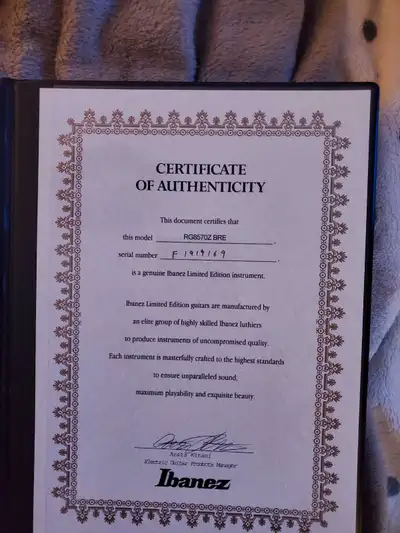 CERTIFICATE
OF AUTHENTICITY
This document certifies that
this model RG8570Z BRE ,
serial number F1919169 ,
is a genuine Ibanez Limited Edition instrument.
Ibanez Limited Edition guitars are manufactured by
an elite group of highly skilled Ibanez luthiers
to produce instruments of uncompromised quality.
Each instrument is masterfully crafted to the highest standards
to ensure unparalleled sound,
maximum playability and exquisite beauty.
Electric Guitar Products Manager
Ibanez